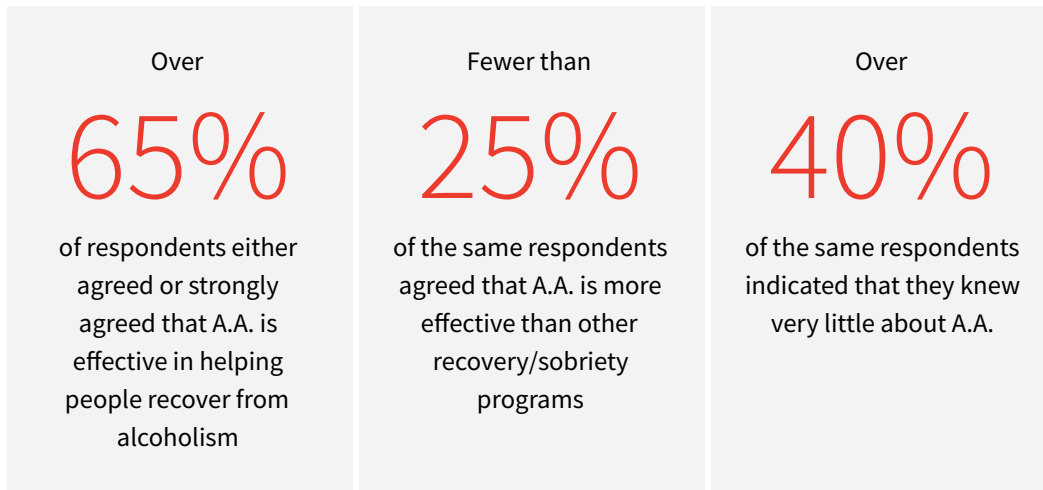 Over
65%
of respondents either
agreed or strongly
agreed that A.A. is
effective in helping
people recover from
alcoholism
Fewer than
25%
of the same respondents
agreed that A.A. is more
effective than other
recovery/sobriety
programs
Over
40%
of the same respondents
indicated that they knew
very little about A.A.